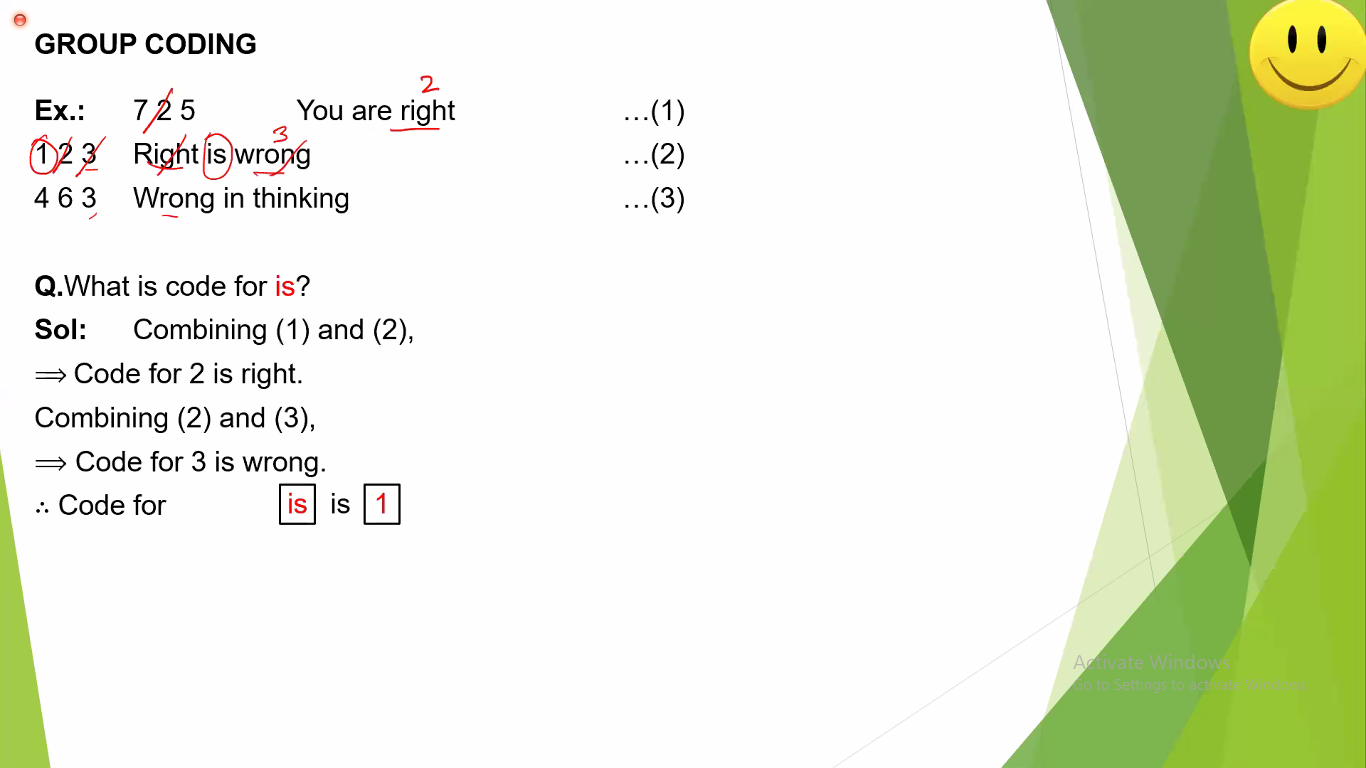 GROUP CODING
2
Ex.: 7 2 5 You are right …(1)
3
1 2 3 Right is wrong …(2)
4 6 3 Wrong in thinking …(3)
Q.What is code for is?
Sol: Combining (1) and (2),
⟹ Code for 2 is right.
Combining (2) and (3),
⟹ Code for 3 is wrong.
∴ Code for is is 1
Activate Windows
Go to Settings to activate Windows.